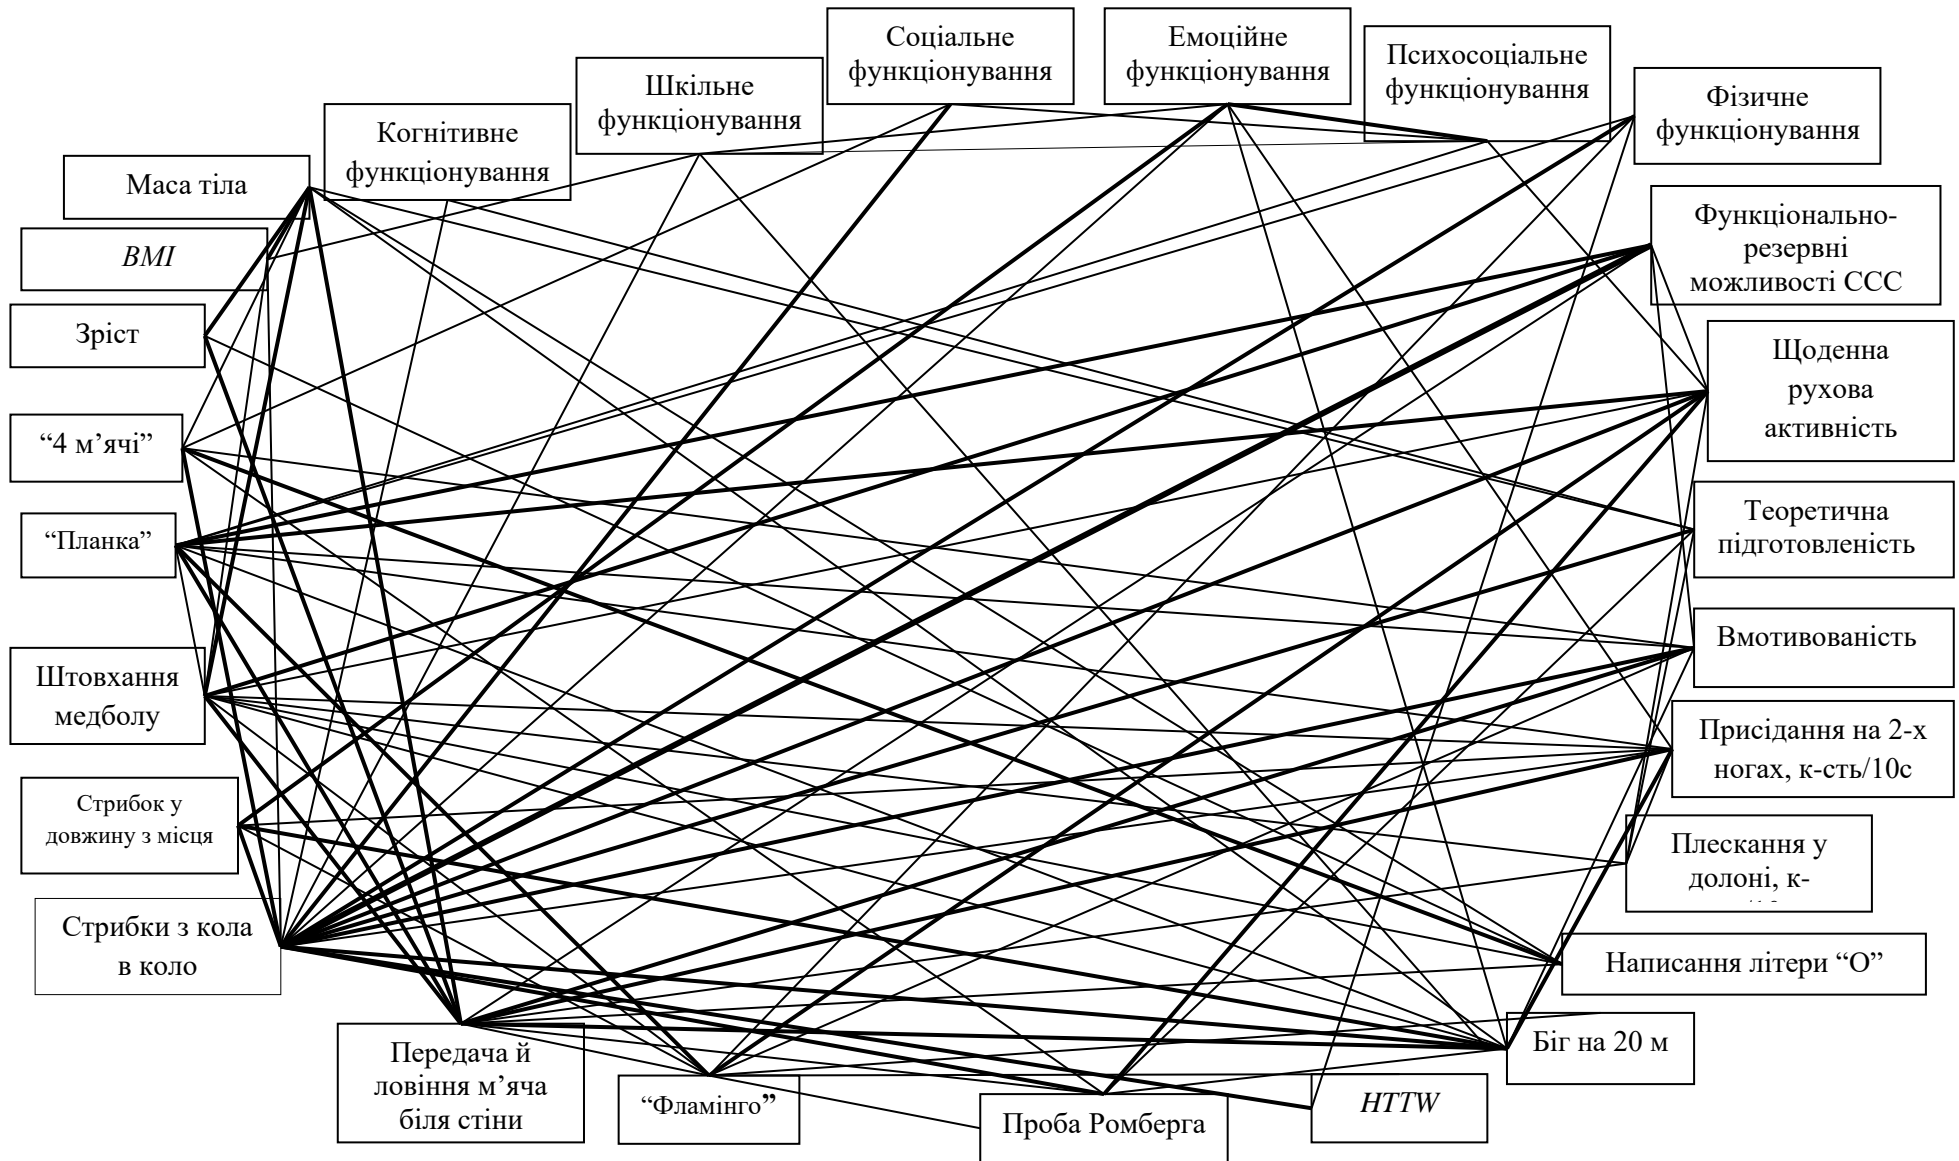 Соціальне
функціонування
Емоційне
функціонування
Психосоціальне
функціонування
Шкільне
функціонування
Фізичне
функціонування
Когнітивне
функціонування
Маса тіла
BMI
Зріст
“4 м’ячі”
“Планка”
Штовхання
медболу
Стрибок у
довжину з місця
Стрибки з кола
в коло
Передача й
ловіння м’яча
біля стіни
“Фламінго”
Проба Ромберга
HTTW
Біг на 20 м
Написання літери “О”
Плескання у
долоні, к-
Присідання на 2-х
ногах, к-сть/10с
Вмотивованість
Теоретична
підготовленість
Щоденна
рухова
активність
Функціонально-
резервні
можливості ССС